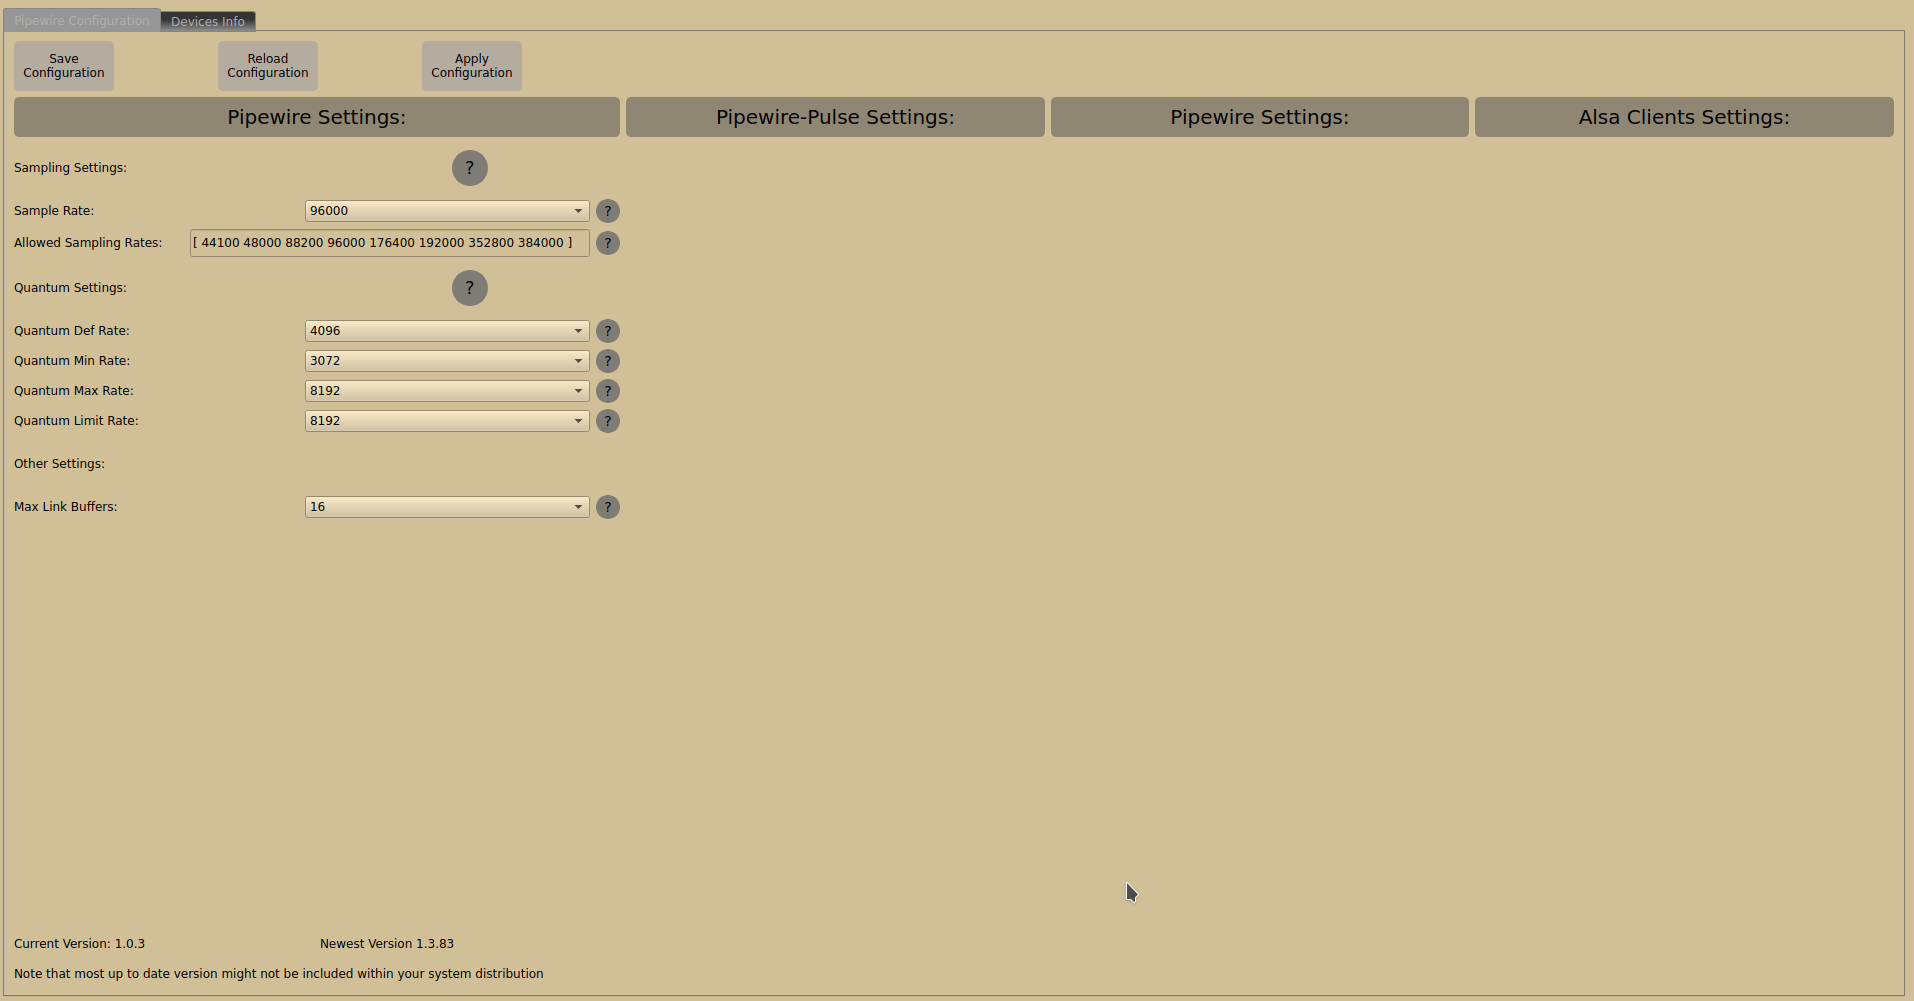 Pipewire Configuration
Devices Info
Save
Configuration
Reload
Configuration
Apply
Configuration
Pipewire Settings:
Pipewire-Pulse Settings:
Pipewire Settings:
Alsa Clients Settings:
Sampling Settings:
?
Sample Rate:
96000
?
Allowed Sampling Rates:
[ 44100 48000 88200 96000 176400 192000 352800 384000 ]
?
Quantum Settings:
?
Quantum Def Rate:
4096
?
Quantum Min Rate:
3072
?
Quantum Max Rate:
8192
?
Quantum Limit Rate:
8192
?
Other Settings:
Max Link Buffers:
16
?
Current Version: 1.0.3
Newest Version 1.3.83
Note that most up to date version might not be included within your system distribution